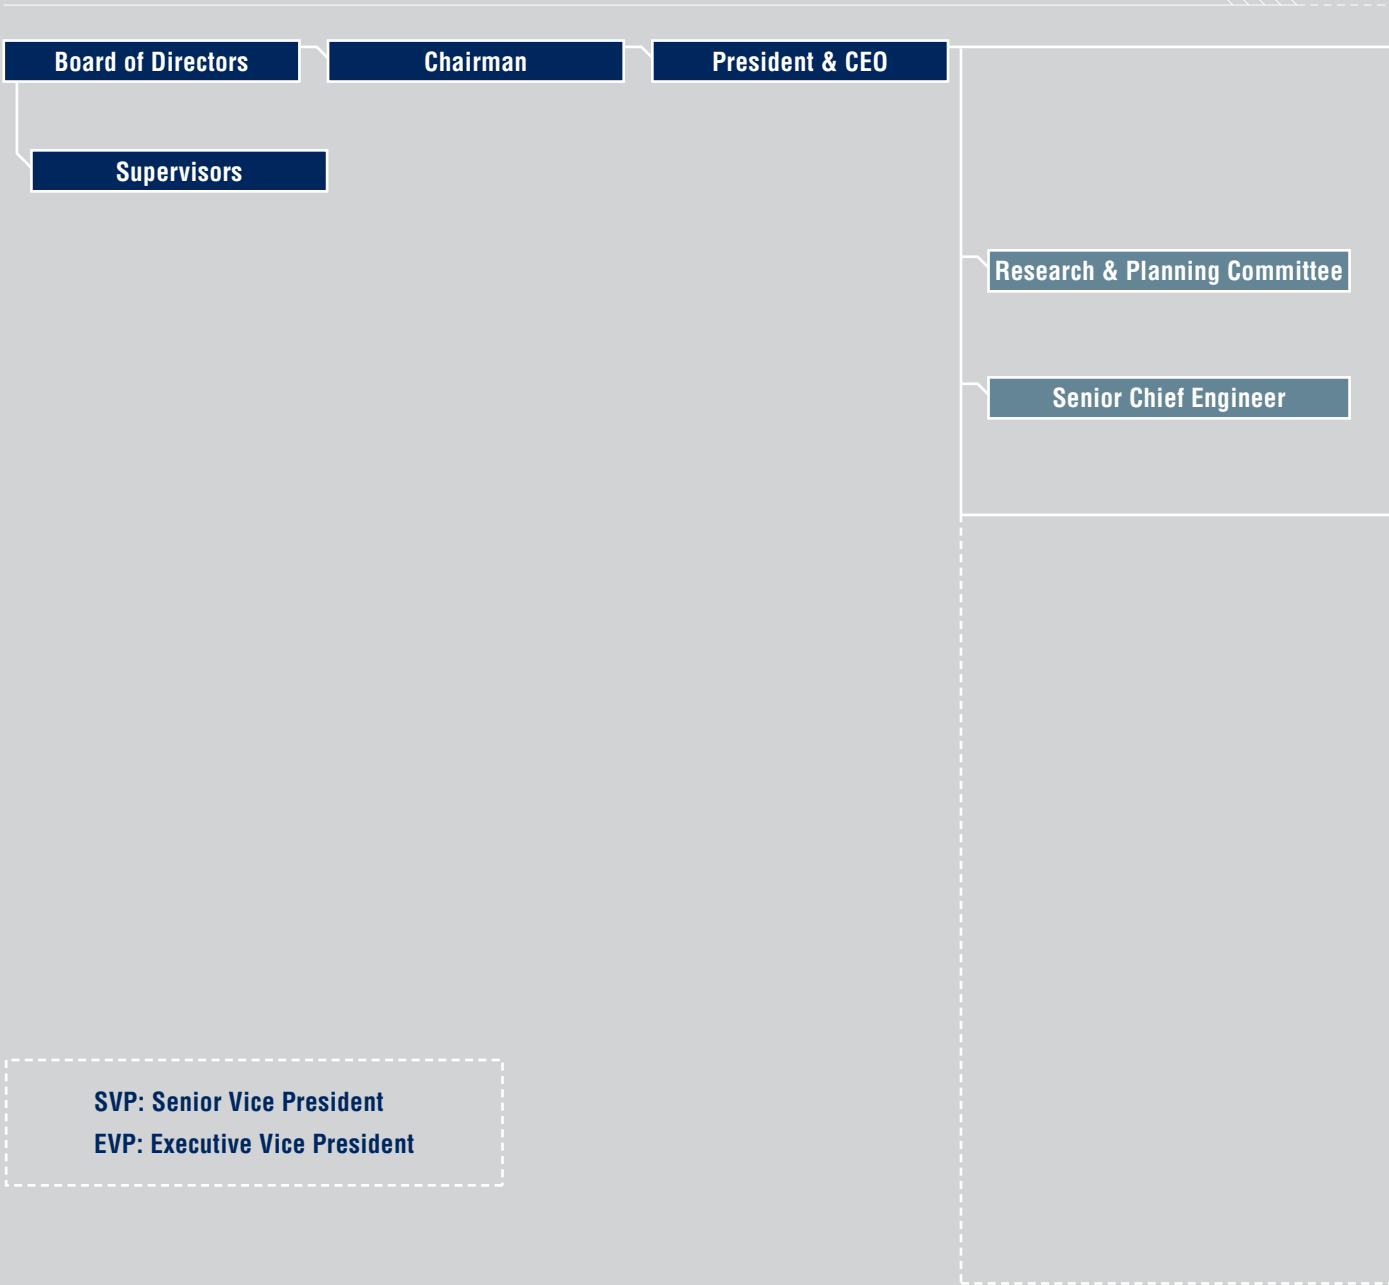 Board of Directors
Chairman
President & CEO
Supervisors
Research & Planning Committee
Senior Chief Engineer
SVP: Senior Vice President
EVP: Executive Vice President